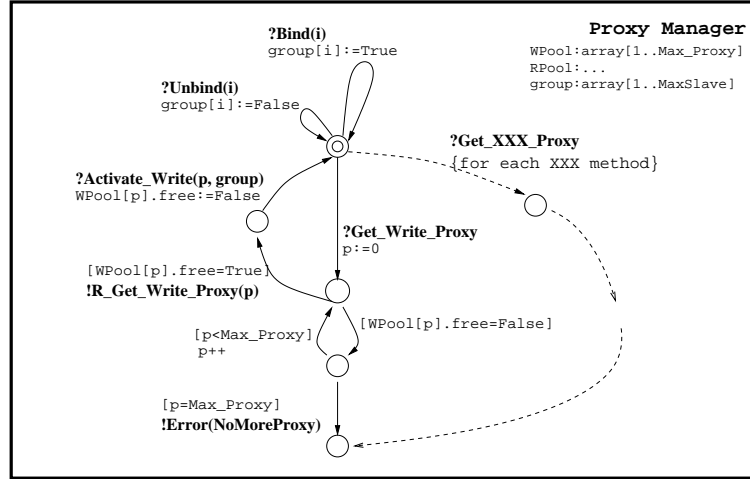 Proxy Manager
WPool:array[1..Max_Proxy]
RPool:...
group:array[1..MaxSlave]
?Bind(i)
group[i]:=True
?Unbind(i)
group[i]:=False
?Get_XXX_Proxy
{for each XXX method}
?Activate_Write(p, group)
WPool[p].free:=False
?Get_Write_Proxy
p:=0
[WPool[p].free=True]
!R_Get_Write_Proxy(p)
[WPool[p].free=False]
[p<Max_Proxy]
p++
[p=Max_Proxy]
!Error(NoMoreProxy)